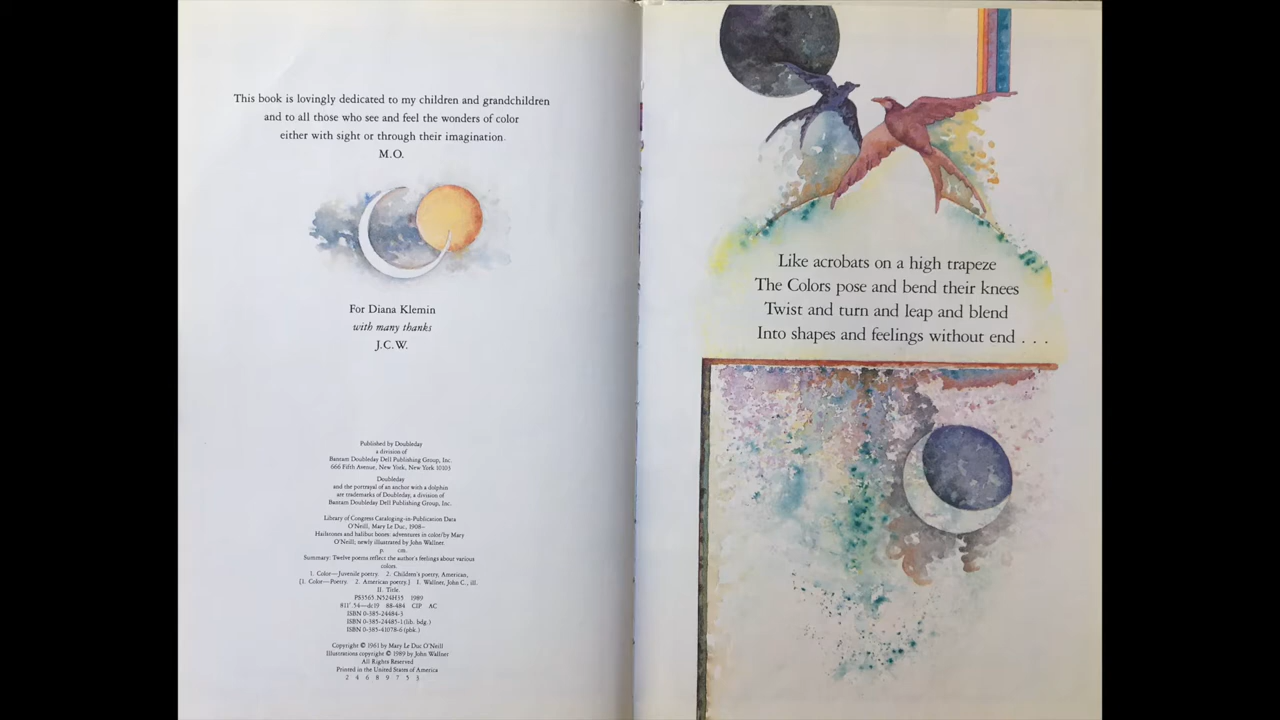 This book is lovingly dedicated to my children and grandchildren
and to all those who see and feel the wonders of color
either with sight or through their imagination.
M.O.
For Diana Klemin
with many thanks
J.C.W.
Published by Doubleday
a division of
Bantam Doubleday Dell Publishing Group, Inc.
666 Fifth Avenue, New York, New York 10103
Doubleday
and the portrayal of an anchor with a dolphin
are trademarks of Doubleday, a division of
Bantam Doubleday Dell Publishing Group, Inc.
Library of Congress Cataloging-in-Publication Data
O'Neill, Mary Le Duc, 1908–
Hailstones and halibut bones: adventures in color/by Mary
O'Neill; newly illustrated by John Wallner.
p. cm.
Summary: Twelve poems reflect the author's feelings about various
colors.
1. Color—Juvenile poetry. 2. Children's poetry, American.
[1. Color—Poetry. 2. American poetry.] I. Wallner, John C., ill.
II. Title.
PS3565.N524H35 1989
811'.54—dc19 88-484 CIP AC
ISBN 0-385-24484-3
ISBN 0-385-24485-1 (lib. bdg.)
ISBN 0-385-41078-6 (pbk.)
Copyright © 1961 by Mary Le Duc O'Neill
Illustrations copyright © 1989 by John Wallner
All Rights Reserved
Printed in the United States of America
2 4 6 8 9 7 5 3
Like acrobats on a high trapeze
The Colors pose and bend their knees
Twist and turn and leap and blend
Into shapes and feelings without end . . .